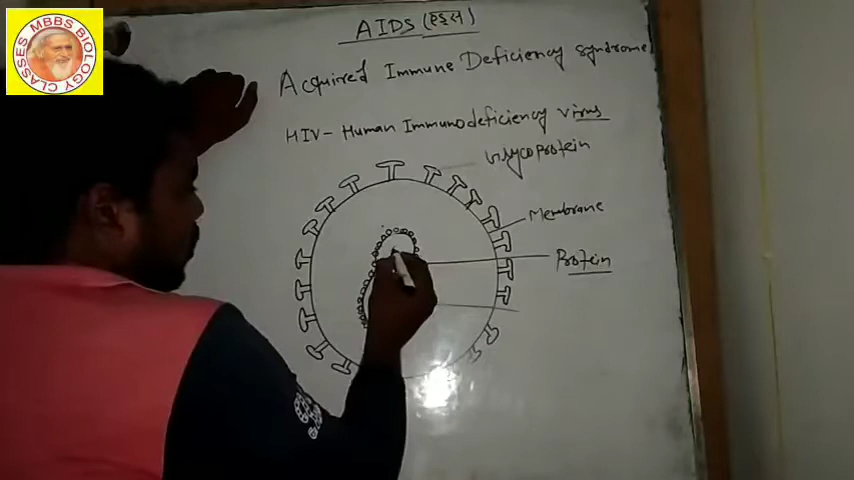 MBBS BIOLOGY CLASSES
AIDS (एड्स)
Acquired Immune Deficiency syndrome
HIV- Human Immunodeficiency virus
Glycoprotein
Membrane
Protein